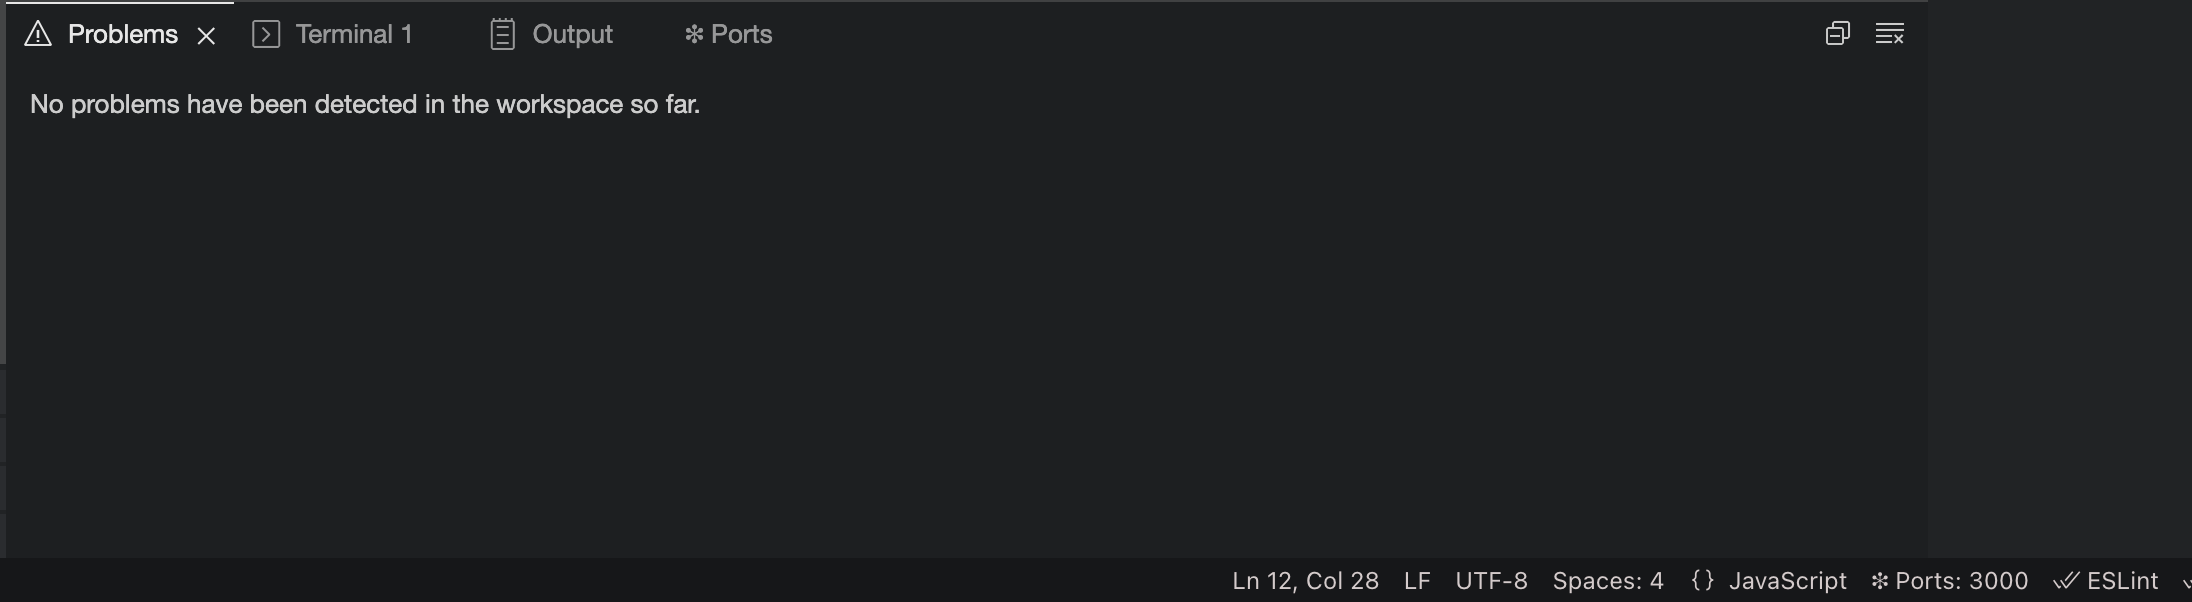 Problems Terminal 1 Output Ports
No problems have been detected in the workspace so far.
Ln 12, Col 28 LF UTF-8 Spaces: 4 {} JavaScript Ports: 3000 ESLint